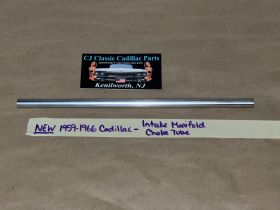 CJ Classic Cadillac Parts
Kenilworth, NJ
NEW 1959-1966 Cadillac - Intake Manifold
Choke Tube